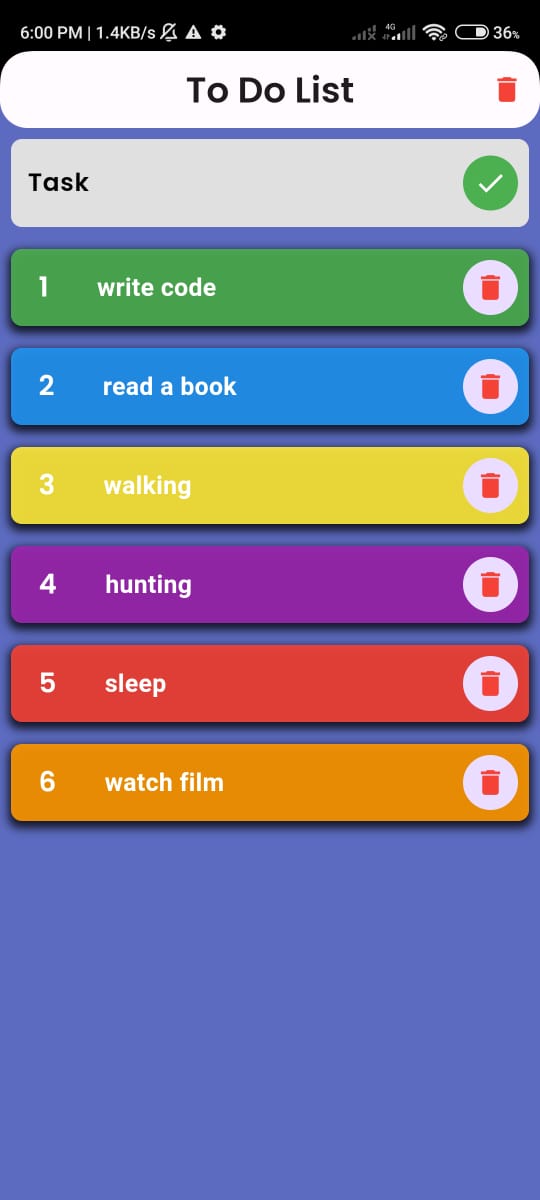 6:00 PM | 1.4KB/s 4G 36%
To Do List
Task
1 write code
2 read a book
3 walking
4 hunting
5 sleep
6 watch film